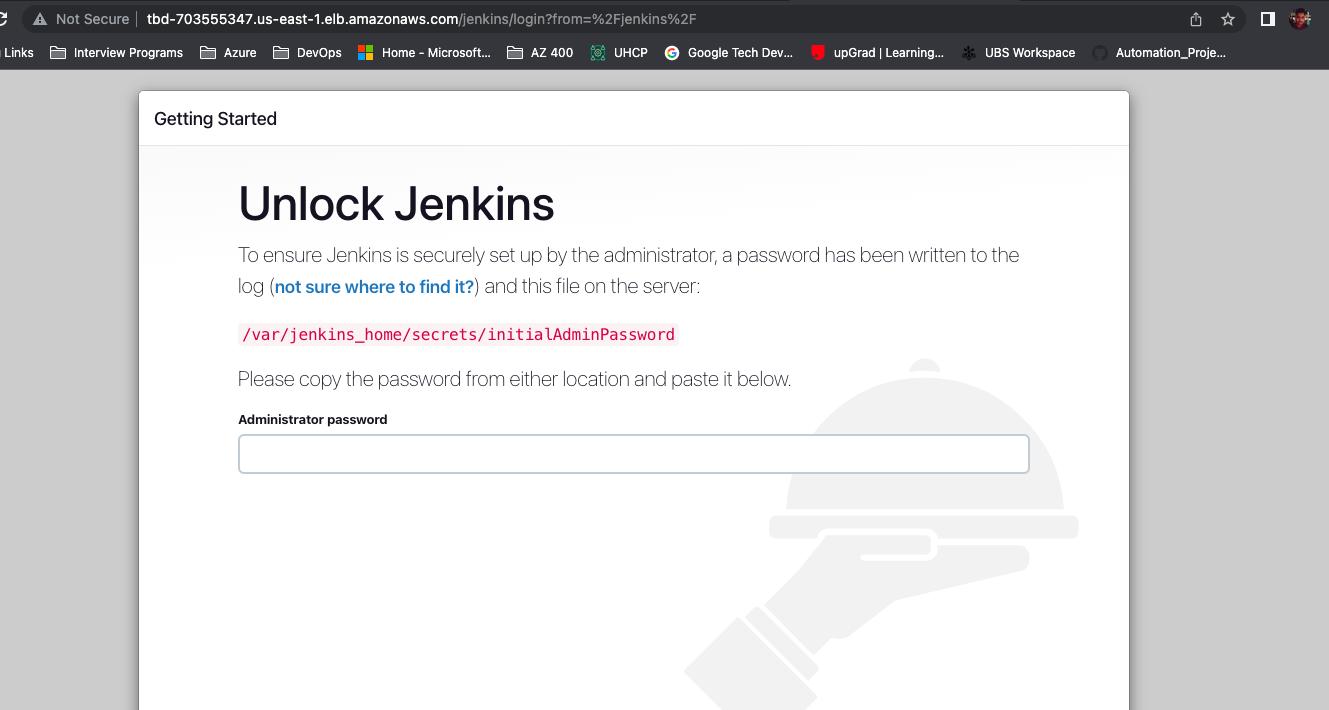 Not Secure tbd-703555347.us-east-1.elb.amazonaws.com/jenkins/login?from=%2Fjenkins%2F
Links Interview Programs Azure DevOps Home - Microsoft... AZ 400 UHCP Google Tech Dev... upGrad | Learning... UBS Workspace Automation_Proje...
Getting Started
Unlock Jenkins
To ensure Jenkins is securely set up by the administrator, a password has been written to the
log (not sure where to find it?) and this file on the server:
/var/jenkins_home/secrets/initialAdminPassword
Please copy the password from either location and paste it below.
Administrator password